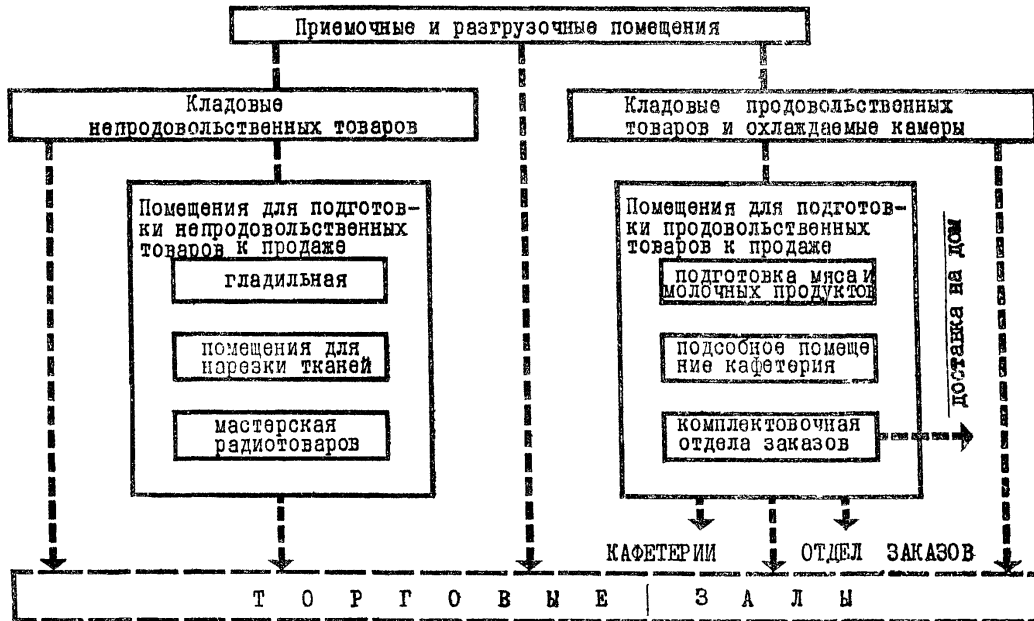 Приемочные и разгрузочные помещения
Кладовые
непродовольственных товаров
Кладовые продовольственных
товаров и охлаждаемые камеры
Помещения для подготов-
ки непродовольственных
товаров к продаже
гладильная
помещения для
нарезки тканей
мастерская
радиотоваров
Помещения для подготов-
ки продовольственных
товаров к продаже
подготовка мяса и
молочных продуктов
подсобное помеще
ние кафетерия
комплектовочная
отдела заказов
доставка на дом
КАФЕТЕРИИ
ОТДЕЛ ЗАКАЗОВ
ТОРГОВЫЕ ЗАЛЫ